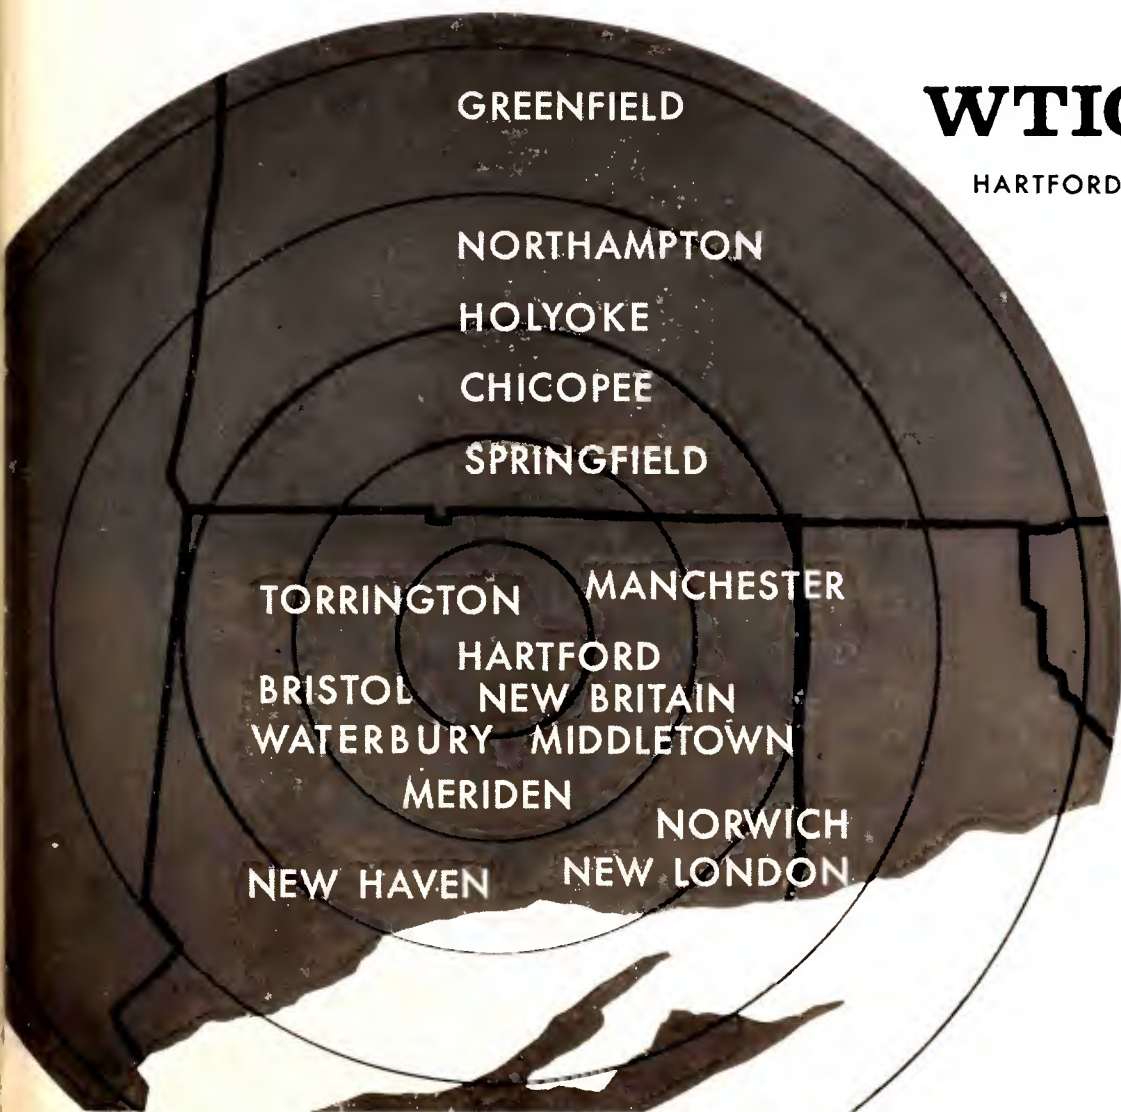 GREENFIELD
WTIC
HARTFORD
NORTHAMPTON
HOLYOKE
CHICOPEE
SPRINGFIELD
TORRINGTON MANCHESTER
HARTFORD
BRISTOL NEW BRITAIN
WATERBURY MIDDLETOWN
MERIDEN
NORWICH
NEW HAVEN NEW LONDON